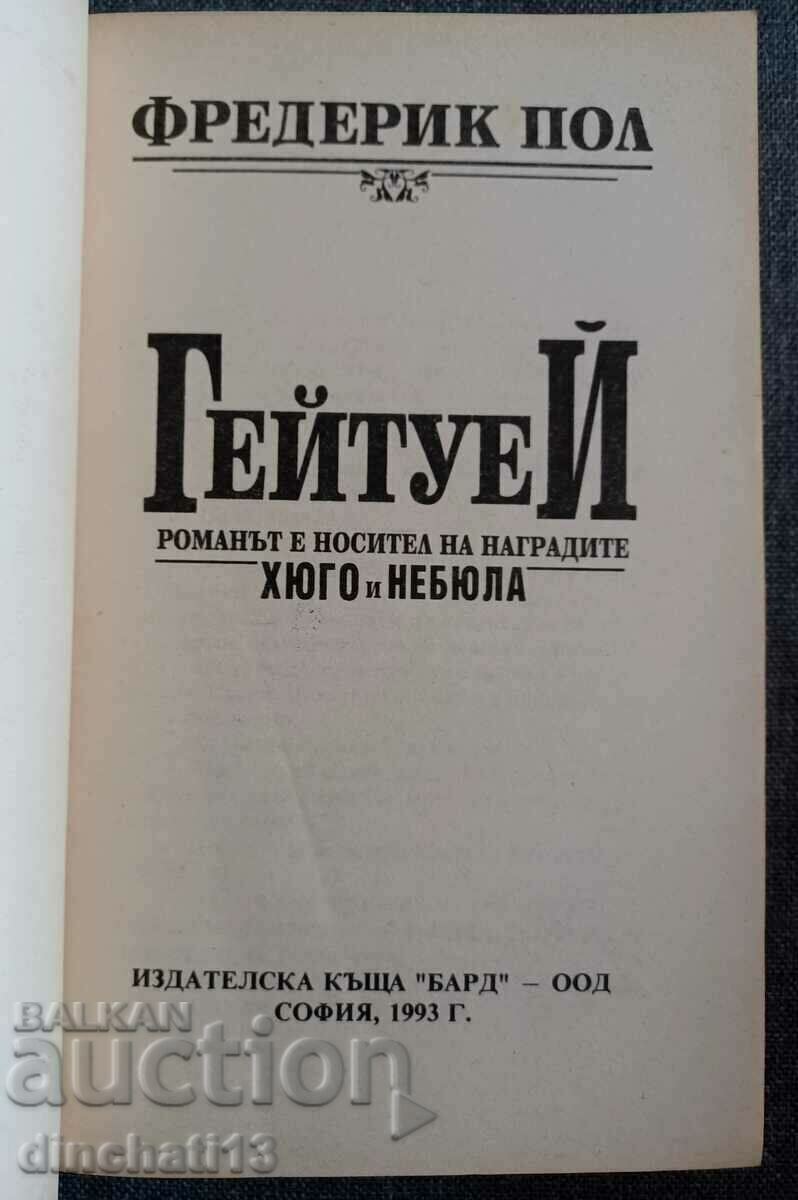 ФРЕДЕРИК ПОЛ
ГЕЙТУЕЙ
РОМАНЪТ Е НОСИТЕЛ НА НАГРАДИТЕ
ХЮГО и НЕБЮЛА
ИЗДАТЕЛСКА КЪЩА "БАРД" – ООД
СОФИЯ, 1993 Г.
BALKAN
auction
dinchati13